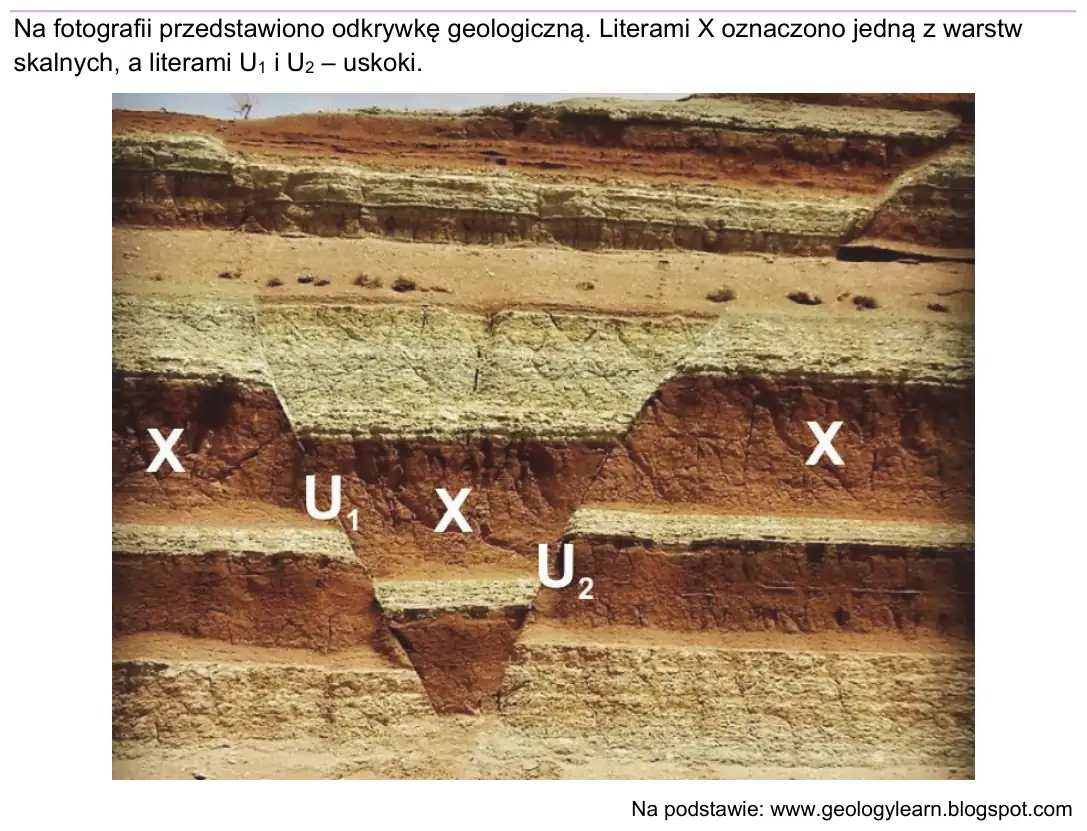 Na fotografii przedstawiono odkrywkę geologiczną. Literami X oznaczono jedną z warstw
skalnych, a literami U₁ i U₂ – uskoki.
X
X
U₁
X
U₂
Na podstawie: www.geologylearn.blogspot.com